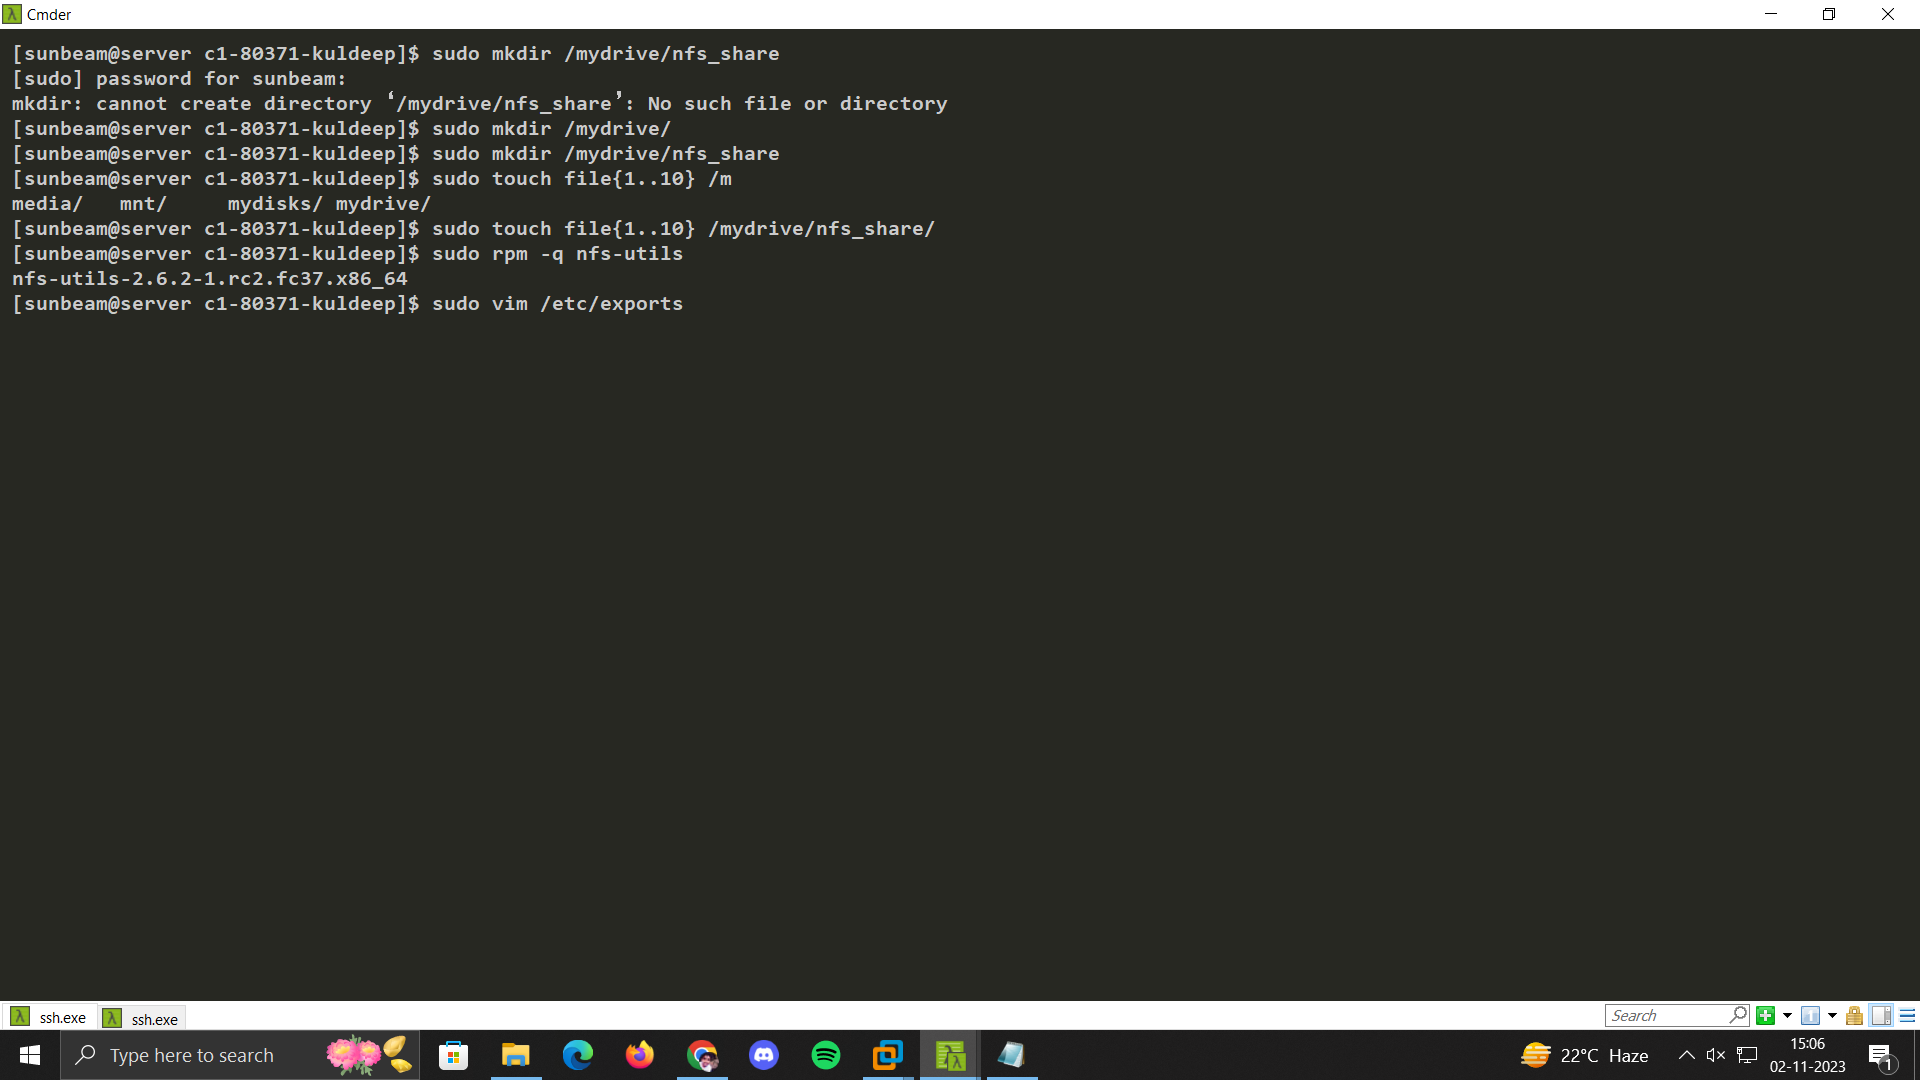 Cmder
[sunbeam@server c1-80371-kuldeep]$ sudo mkdir /mydrive/nfs_share
[sudo] password for sunbeam:
mkdir: cannot create directory ‘/mydrive/nfs_share’: No such file or directory
[sunbeam@server c1-80371-kuldeep]$ sudo mkdir /mydrive/
[sunbeam@server c1-80371-kuldeep]$ sudo mkdir /mydrive/nfs_share
[sunbeam@server c1-80371-kuldeep]$ sudo touch file{1..10} /m
media/   mnt/     mydisks/ mydrive/
[sunbeam@server c1-80371-kuldeep]$ sudo touch file{1..10} /mydrive/nfs_share/
[sunbeam@server c1-80371-kuldeep]$ sudo rpm -q nfs-utils
nfs-utils-2.6.2-1.rc2.fc37.x86_64
[sunbeam@server c1-80371-kuldeep]$ sudo vim /etc/exports
ssh.exe ssh.exe Search
Type here to search 22°C Haze 15:06
02-11-2023 1